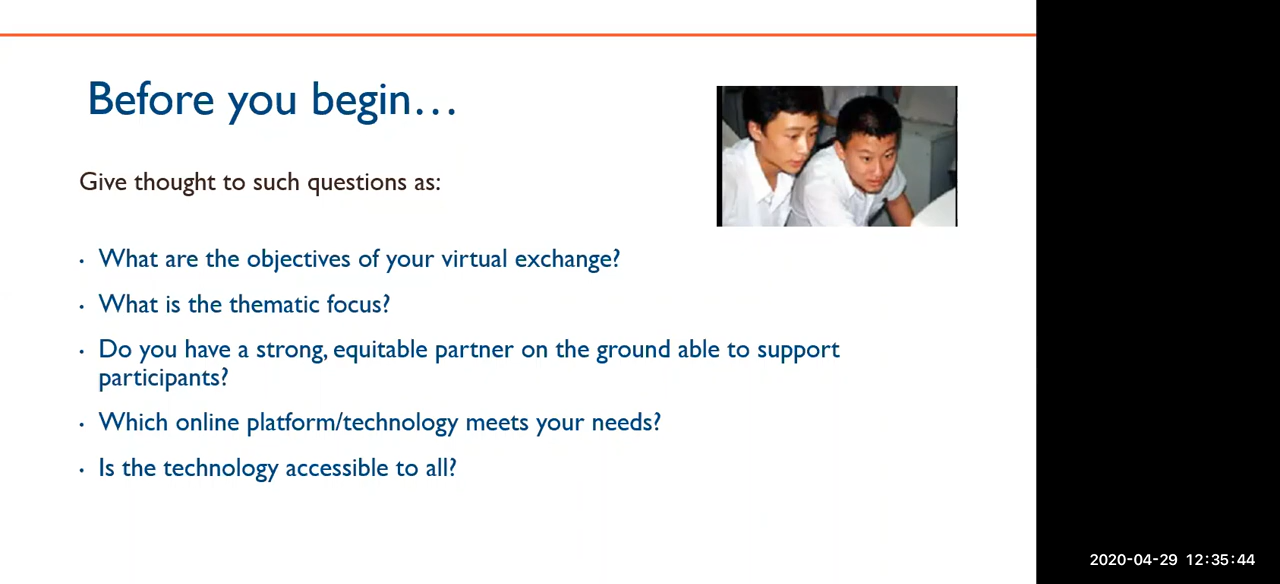 Before you begin…
Give thought to such questions as:
• What are the objectives of your virtual exchange?
• What is the thematic focus?
• Do you have a strong, equitable partner on the ground able to support
participants?
• Which online platform/technology meets your needs?
• Is the technology accessible to all?
2020-04-29 12:35:44